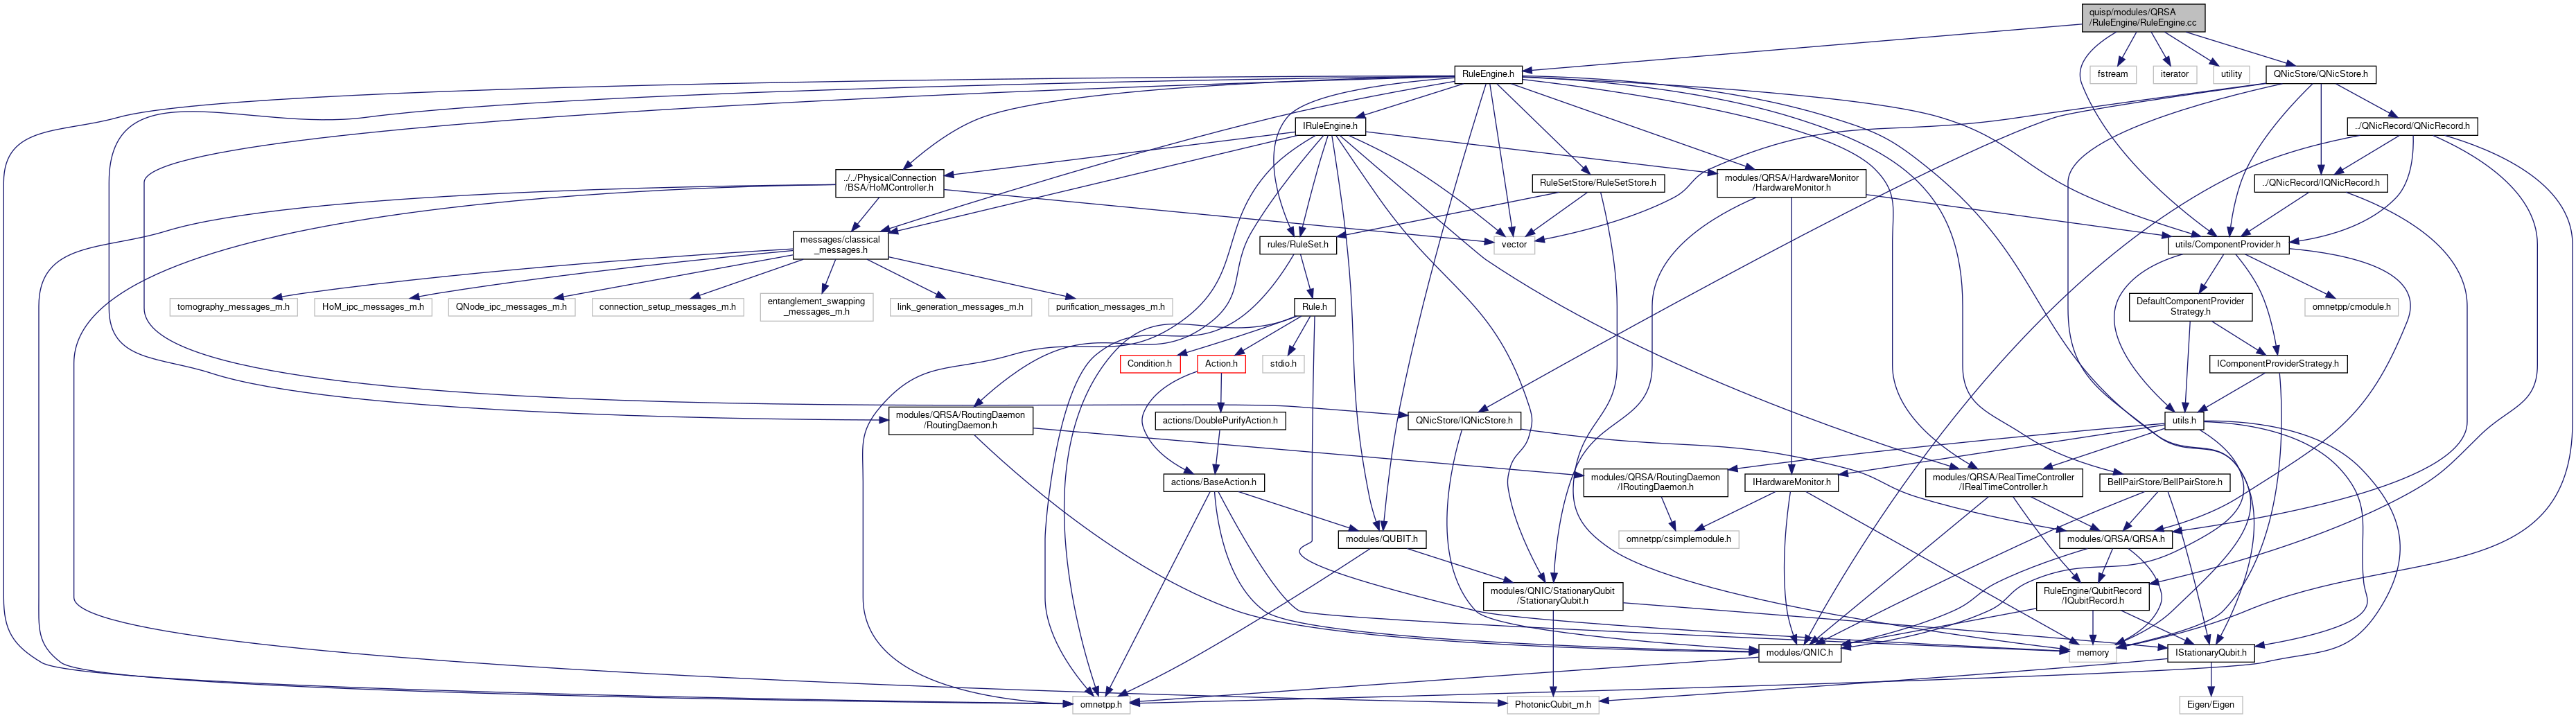 quisp/modules/QRSA
/RuleEngine/RuleEngine.cc
RuleEngine.h
fstream
iterator
utility
QNicStore/QNicStore.h
IRuleEngine.h
../QNicRecord/QNicRecord.h
../../PhysicalConnection
/BSA/HoMController.h
RuleSetStore/RuleSetStore.h
modules/QRSA/HardwareMonitor
/HardwareMonitor.h
../QNicRecord/IQNicRecord.h
messages/classical
_messages.h
rules/RuleSet.h
vector
utils/ComponentProvider.h
tomography_messages_m.h
HoM_ipc_messages_m.h
QNode_ipc_messages_m.h
connection_setup_messages_m.h
entanglement_swapping
_messages_m.h
link_generation_messages_m.h
purification_messages_m.h
Rule.h
DefaultComponentProvider
Strategy.h
omnetpp/cmodule.h
Condition.h
Action.h
stdio.h
IComponentProviderStrategy.h
modules/QRSA/RoutingDaemon
/RoutingDaemon.h
actions/DoublePurifyAction.h
QNicStore/IQNicStore.h
utils.h
actions/BaseAction.h
modules/QRSA/RoutingDaemon
/IRoutingDaemon.h
IHardwareMonitor.h
modules/QRSA/RealTimeController
/IRealTimeController.h
BellPairStore/BellPairStore.h
modules/QUBIT.h
omnetpp/csimplemodule.h
modules/QRSA/QRSA.h
modules/QNIC/StationaryQubit
/StationaryQubit.h
RuleEngine/QubitRecord
/IQubitRecord.h
modules/QNIC.h
memory
IStationaryQubit.h
omnetpp.h
PhotonicQubit_m.h
Eigen/Eigen